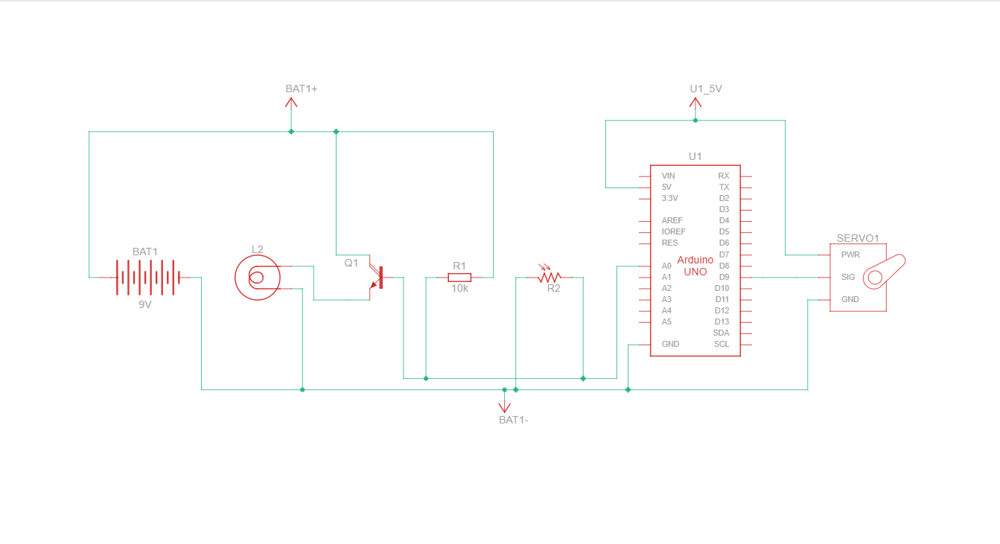 BAT1+
U1_5V
U1
VIN
5V
3.3V
AREF
IOREF
RES
A0
A1
A2
A3
A4
A5
GND
RX
TX
D2
D3
D4
D5
D6
D7
D8
D9
D10
D11
D12
D13
SDA
SCL
Arduino
UNO
SERVO1
PWR
SIG
GND
BAT1
9V
L2
Q1
R1
10k
R2
BAT1-